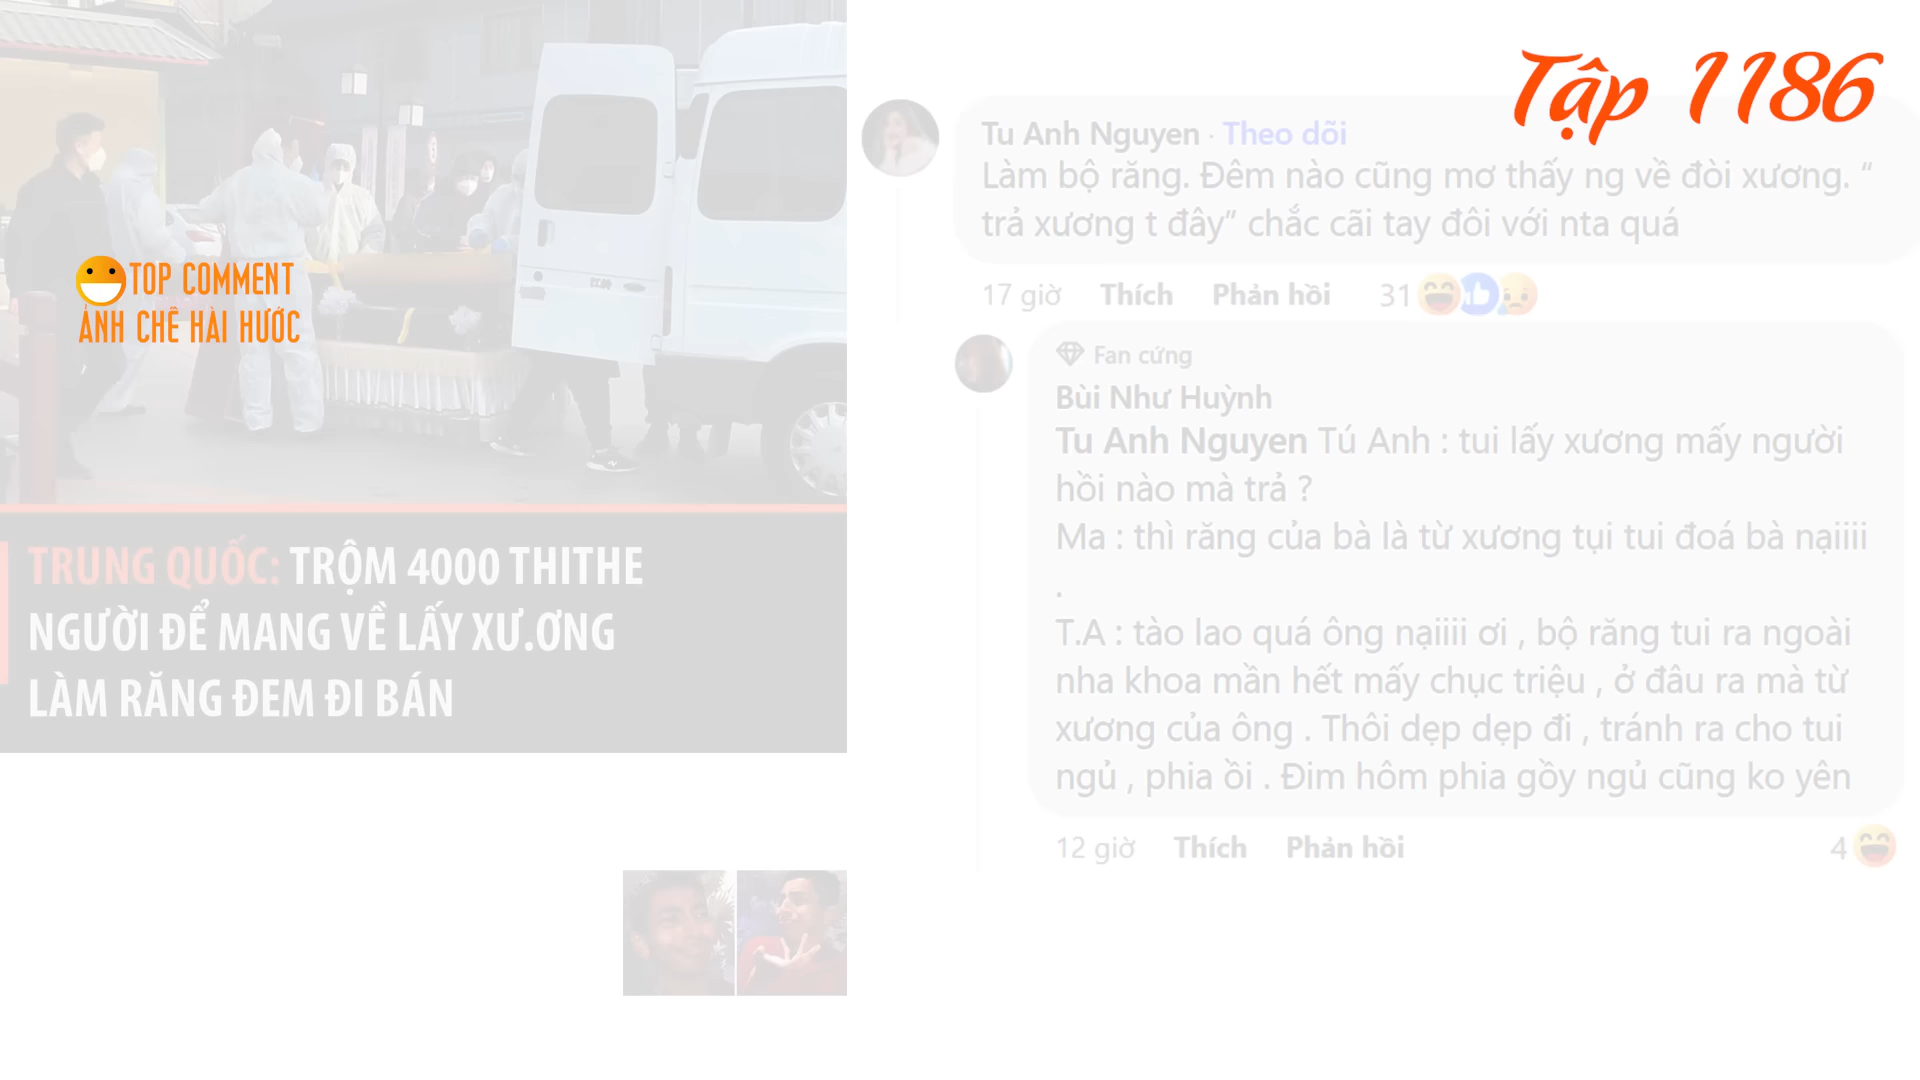 Tập 1186
TOP COMMENT
ẢNH CHẾ HÀI HƯỚC
TRUNG QUỐC: TRỘM 4000 THITHE
NGƯỜI ĐỂ MANG VỀ LẤY XƯ.ƠNG
LÀM RĂNG ĐEM ĐI BÁN
Tu Anh Nguyen · Theo dõi
Làm bộ răng. Đêm nào cũng mơ thấy ng về đòi xương. “
trả xương t đây” chắc cãi tay đôi với nta quá
17 giờ Thích Phản hồi 31
Fan cứng
Bùi Như Huỳnh
Tu Anh Nguyen Tú Anh : tui lấy xương mấy người
hồi nào mà trả ?
Ma : thì răng của bà là từ xương tụi tui đoá bà nạiiii
.
T.A : tào lao quá ông nạiiii ơi , bộ răng tui ra ngoài
nha khoa mần hết mấy chục triệu , ở đâu ra mà từ
xương của ông . Thôi dẹp dẹp đi , tránh ra cho tui
ngủ , phia ồi . Đim hôm phia gồy ngủ cũng ko yên
12 giờ Thích Phản hồi 4